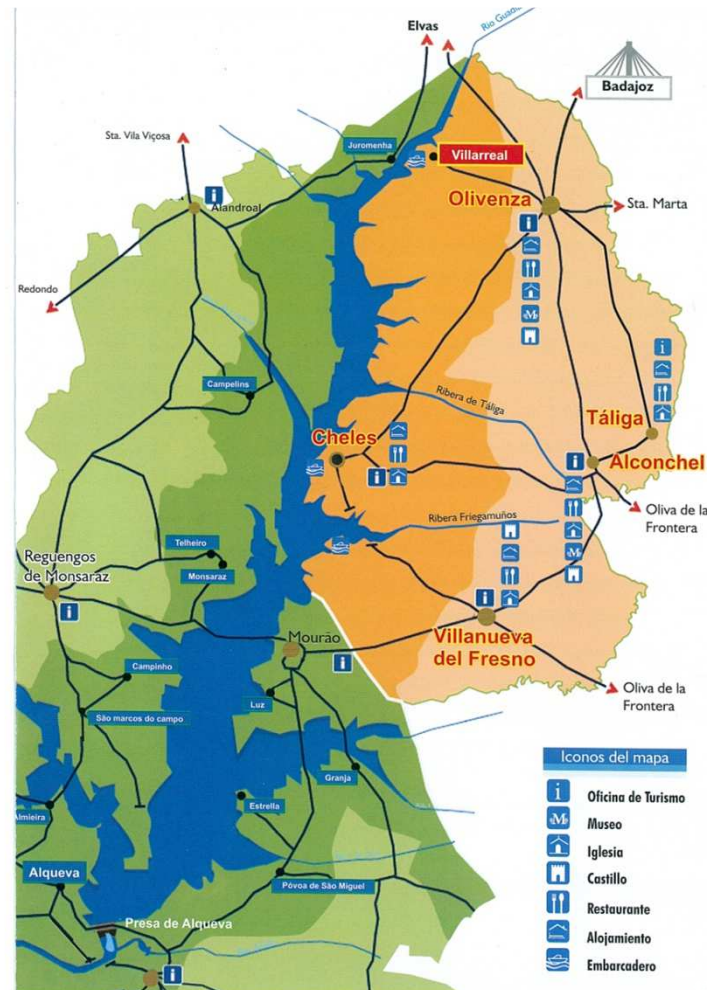 Elvas
Rio Guadi
Badajoz
Sta. Vila Viçosa
Juromenha
Villarreal
Olivenza
Sta. Marta
Alandroal
Redondo
Campelins
Ribera de Táliga
Táliga
Cheles
Alconchel
Oliva de la
Frontera
Ribera Friegamuños
Telheiro
Monsaraz
Reguengos
de Monsaraz
Mourão
Villanueva
del Fresno
Campinho
Luz
Oliva de la
Frontera
São marcos do campo
Granja
Estrella
Almieira
Alqueva
Póvoa de São Miguel
Presa de Alqueva
Iconos del mapa
i Oficina de Turismo
M Museo
Iglesia
Castillo
Restaurante
Alojamiento
Embarcadero